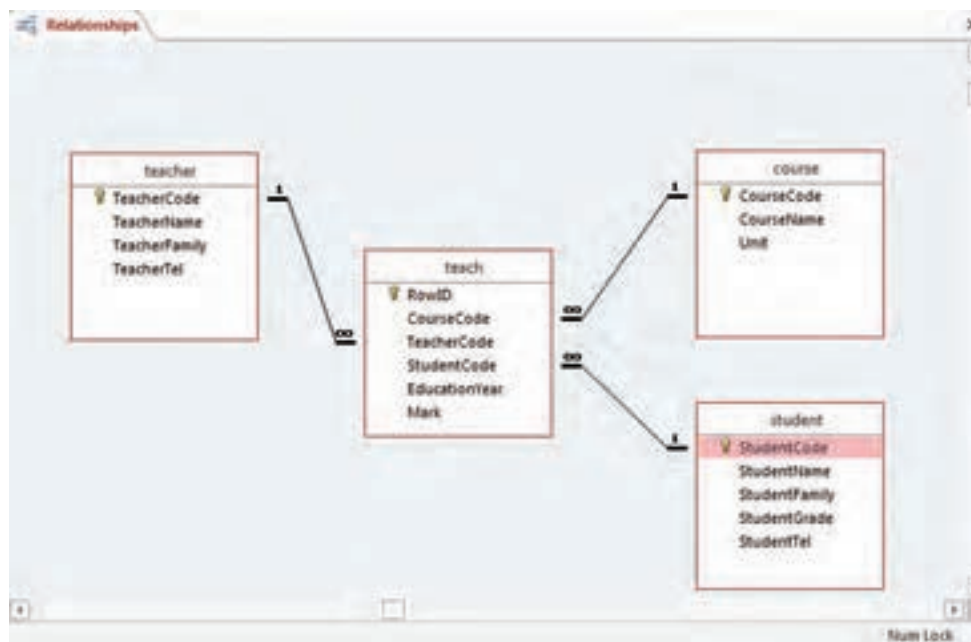 Relationships
teacher
TeacherCode
TeacherName
TeacherFamily
TeacherTel
1
∞
teach
RowID
CourseCode
TeacherCode
StudentCode
EducationYear
Mark
1
∞
course
CourseCode
CourseName
Unit
∞
1
student
StudentCode
StudentName
StudentFamily
StudentGrade
StudentTel
Num Lock